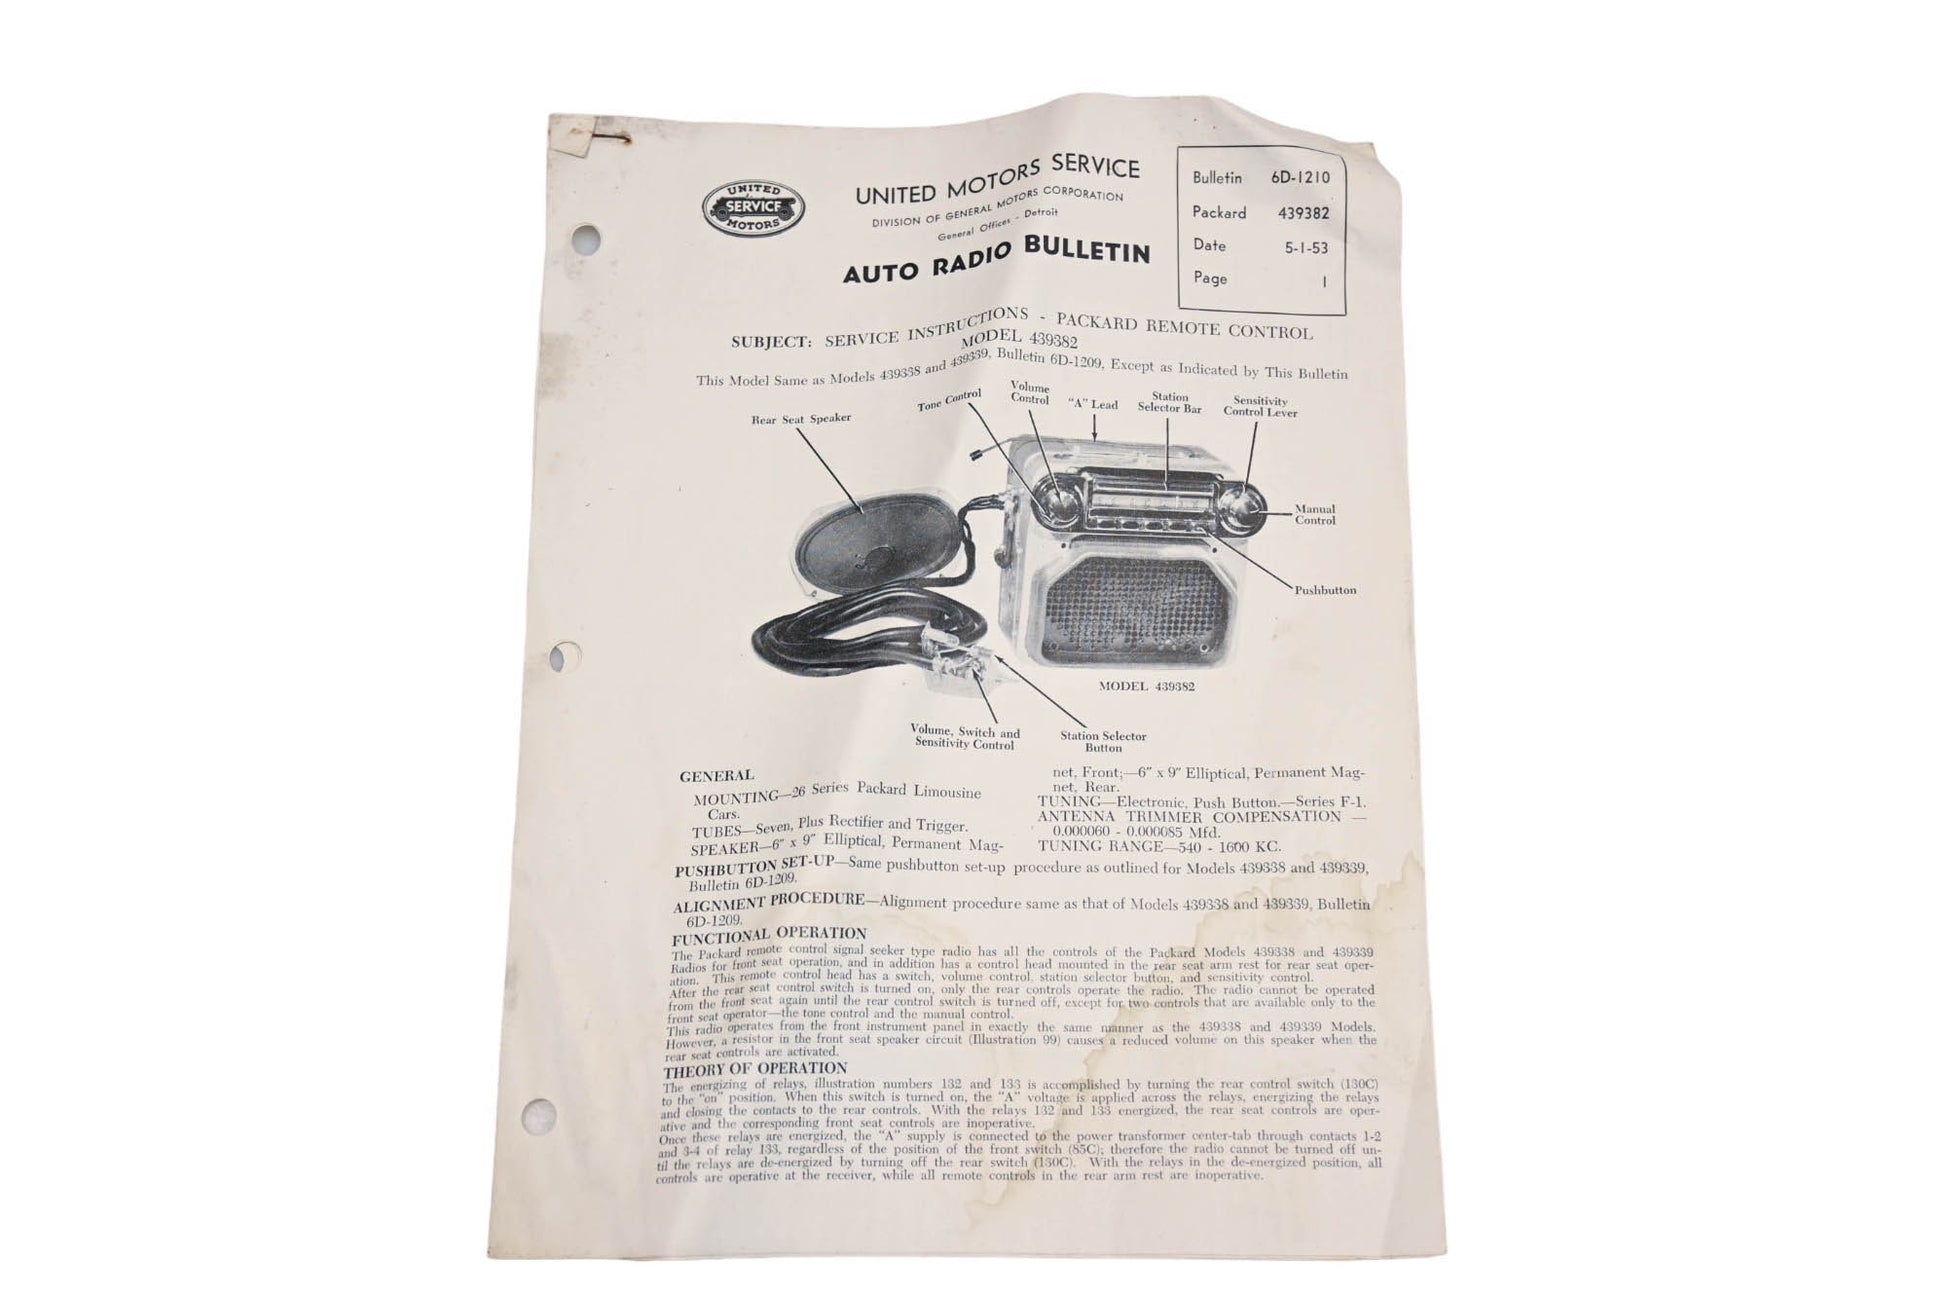 UNITED
SERVICE
MOTORS
UNITED MOTORS SERVICE
DIVISION OF GENERAL MOTORS CORPORATION
General Offices - Detroit
AUTO RADIO BULLETIN
Bulletin 6D-1210
Packard 439382
Date 5-1-53
Page 1
SUBJECT: SERVICE INSTRUCTIONS - PACKARD REMOTE CONTROL
MODEL 439382
This Model Same as Models 439338 and 439339, Bulletin 6D-1209, Except as Indicated by This Bulletin
Rear Seat Speaker
Tone Control
Volume
Control
"A" Lead
Station
Selector Bar
Sensitivity
Control Lever
Manual
Control
Pushbutton
MODEL 439382
Volume, Switch and
Sensitivity Control
Station Selector
Button
GENERAL
MOUNTING—26 Series Packard Limousine
Cars.
TUBES—Seven, Plus Rectifier and Trigger.
SPEAKER—6" x 9" Elliptical, Permanent Mag-
net, Front;—6" x 9" Elliptical, Permanent Mag-
net, Rear.
TUNING—Electronic, Push Button.—Series F-1.
ANTENNA TRIMMER COMPENSATION —
0.000060 - 0.000085 Mfd.
TUNING RANGE—540 - 1600 KC.
PUSHBUTTON SET-UP—Same pushbutton set-up procedure as outlined for Models 439338 and 439339,
Bulletin 6D-1209.
ALIGNMENT PROCEDURE—Alignment procedure same as that of Models 439338 and 439339, Bulletin
6D-1209.
FUNCTIONAL OPERATION
The Packard remote control signal seeker type radio has all the controls of the Packard Models 439338 and 439339
Radios for front seat operation, and in addition has a control head mounted in the rear seat arm rest for rear seat oper-
ation. This remote control head has a switch, volume control, station selector button, and sensitivity control.
After the rear seat control switch is turned on, only the rear controls operate the radio. The radio cannot be operated
from the front seat again until the rear control switch is turned off, except for two controls that are available only to the
front seat operator—the tone control and the manual control.
This radio operates from the front instrument panel in exactly the same manner as the 439338 and 439339 Models.
However, a resistor in the front seat speaker circuit (Illustration 99) causes a reduced volume on this speaker when the
rear seat controls are activated.
THEORY OF OPERATION
The energizing of relays, illustration numbers 132 and 133 is accomplished by turning the rear control switch (130C)
to the "on" position. When this switch is turned on, the "A" voltage is applied across the relays, energizing the relays
and closing the contacts to the rear controls. With the relays 132 and 133 energized, the rear seat controls are oper-
ative and the corresponding front seat controls are inoperative.
Once these relays are energized, the "A" supply is connected to the power transformer center-tab through contacts 1-2
and 3-4 of relay 133, regardless of the position of the front switch (85C); therefore the radio cannot be turned off un-
til the relays are de-energized by turning off the rear switch (130C). With the relays in the de-energized position, all
controls are operative at the receiver, while all remote controls in the rear arm rest are inoperative.